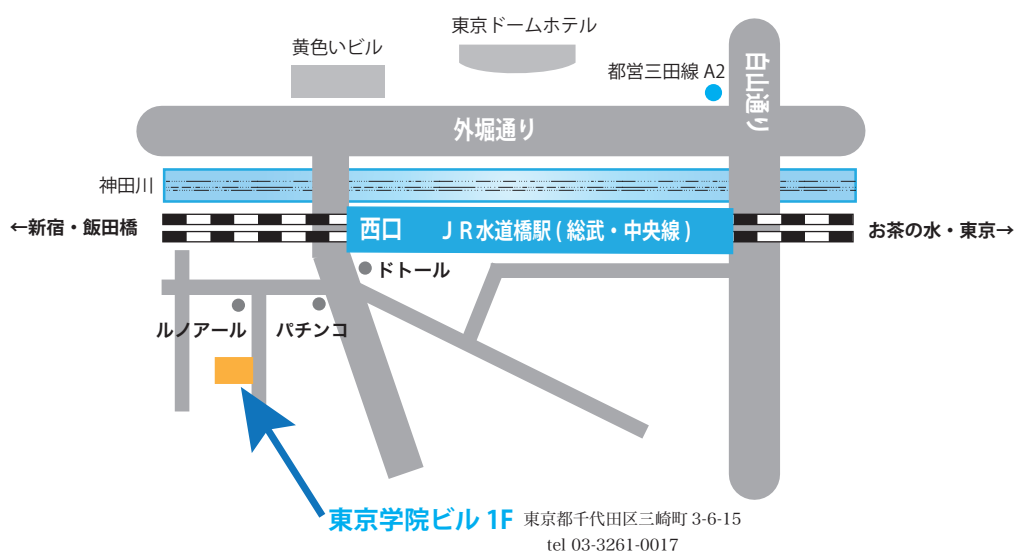 東京ドームホテル
黄色いビル
都営三田線 A2
白山通り
外堀通り
神田川
←新宿・飯田橋
西口 JR水道橋駅 ( 総武・中央線 )
お茶の水・東京→
ドトール
ルノアール
パチンコ
東京学院ビル 1F 東京都千代田区三崎町 3-6-15
tel 03-3261-0017